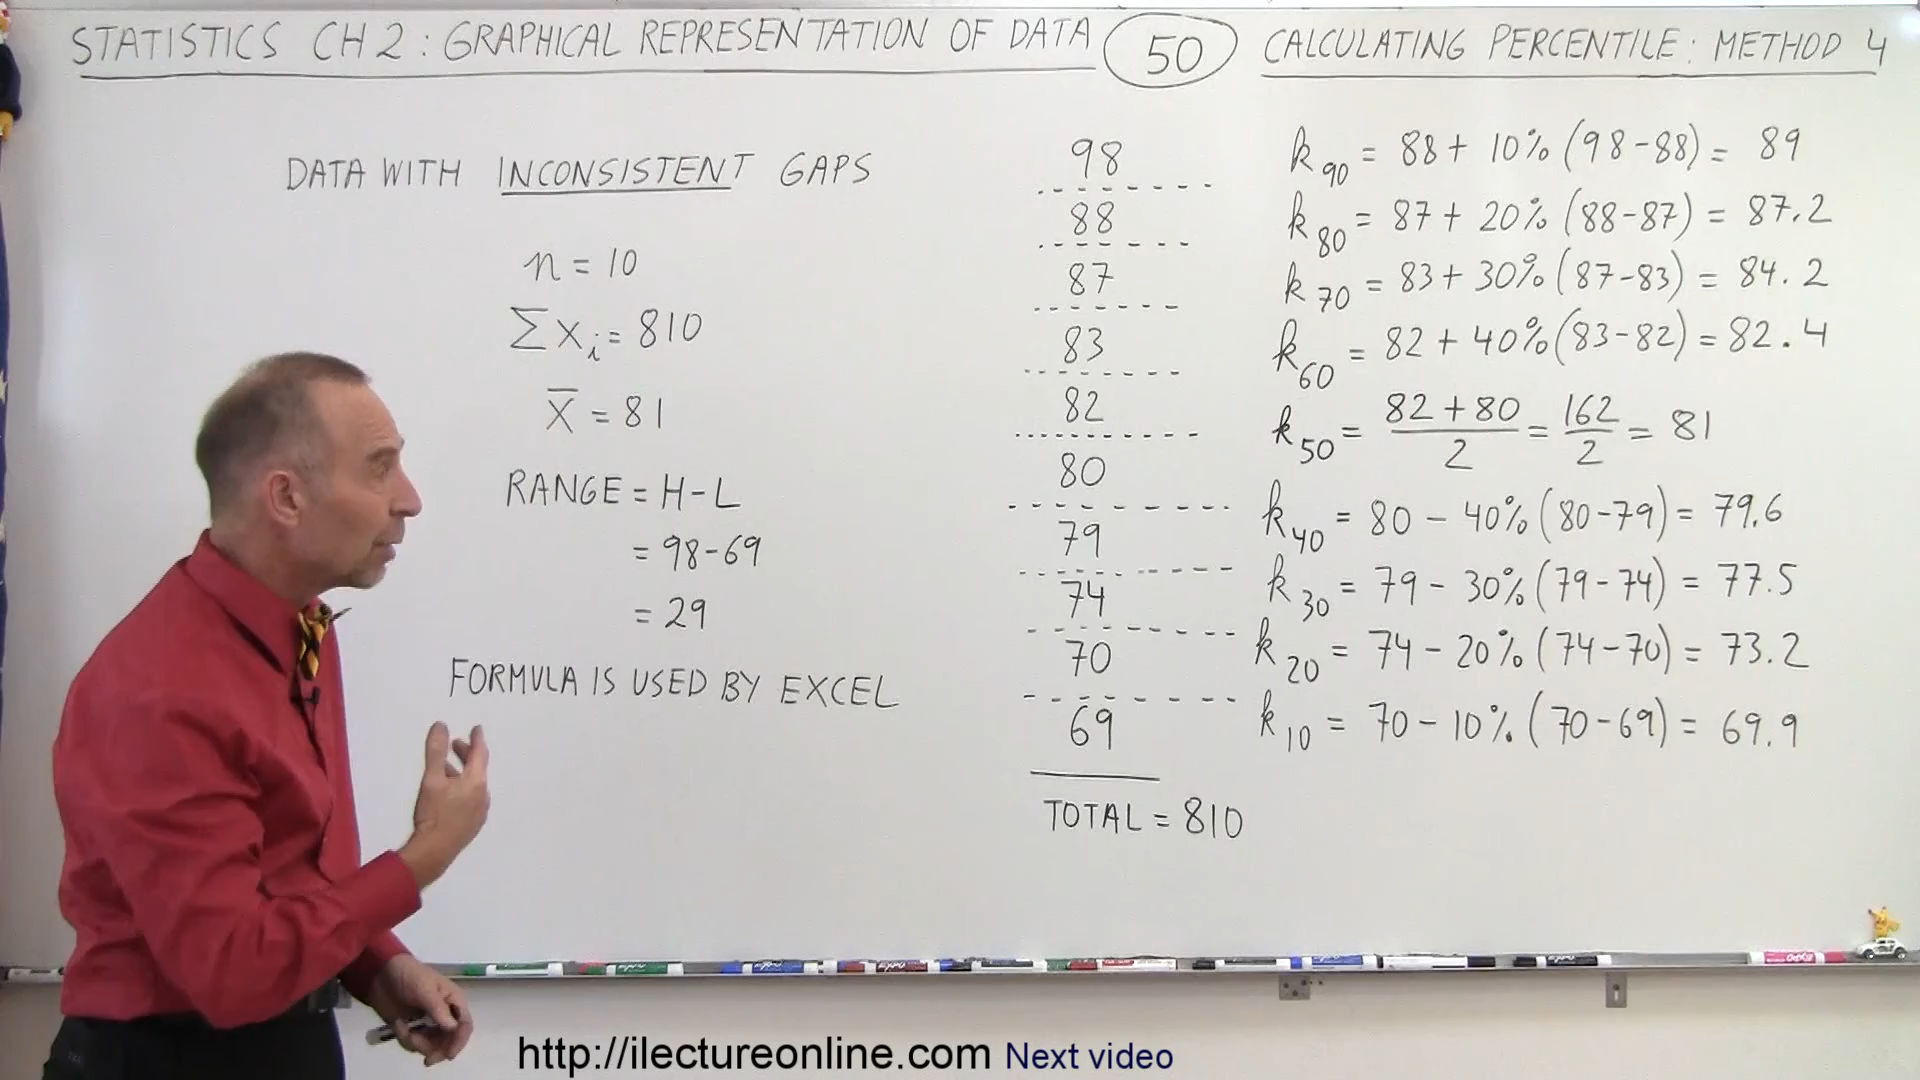 STATISTICS CH 2: GRAPHICAL REPRESENTATION OF DATA 50 CALCULATING PERCENTILE: METHOD 4
DATA WITH INCONSISTENT GAPS
n = 10
Σxᵢ = 810
x̄ = 81
RANGE = H-L
= 98-69
= 29
FORMULA IS USED BY EXCEL
98
88
87
83
82
80
79
74
70
69
TOTAL = 810
k₉₀ = 88 + 10% (98-88) = 89
k₈₀ = 87 + 20% (88-87) = 87.2
k₇₀ = 83 + 30% (87-83) = 84.2
k₆₀ = 82 + 40% (83-82) = 82.4
k₅₀ = (82 + 80)/2 = 162/2 = 81
k₄₀ = 80 - 40% (80-79) = 79.6
k₃₀ = 79 - 30% (79-74) = 77.5
k₂₀ = 74 - 20% (74-70) = 73.2
k₁₀ = 70 - 10% (70-69) = 69.9
http://ilectureonline.com Next video